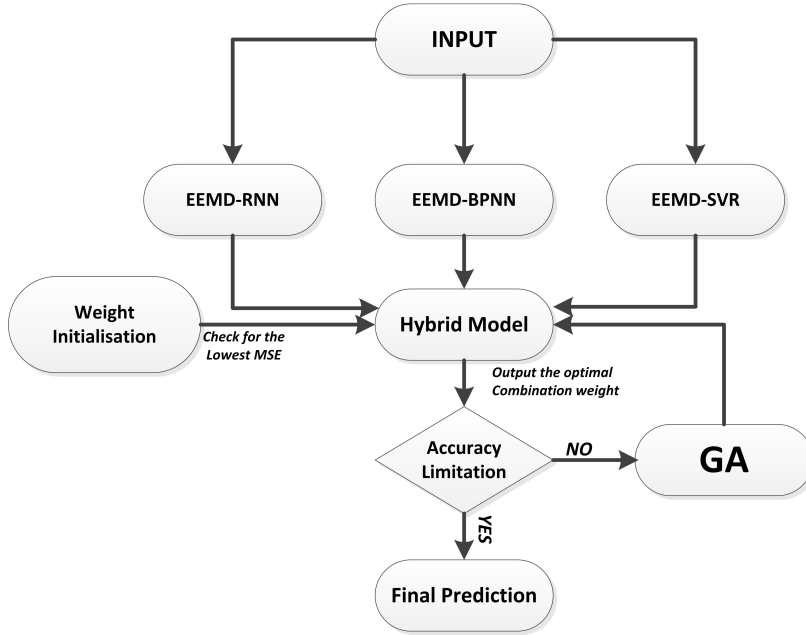 INPUT
EEMD-RNN
EEMD-BPNN
EEMD-SVR
Weight
Initialisation
Check for the
Lowest MSE
Hybrid Model
Output the optimal
Combination weight
Accuracy
Limitation
NO
GA
YES
Final Prediction